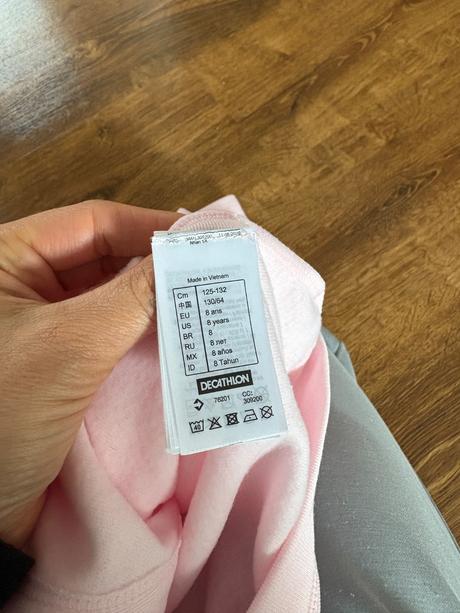 Made in Vietnam
Cm 125-132
中国 130/64
EU 8 ans
US 8 years
BR 8
RU 8 лет
MX 8 años
ID 8 Tahun
DECATHLON
76201 CC:
309200
40